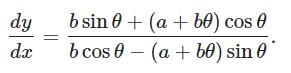 dy/dx = (b sin θ + (a + bθ) cos θ)/(b cos θ − (a + bθ) sin θ).